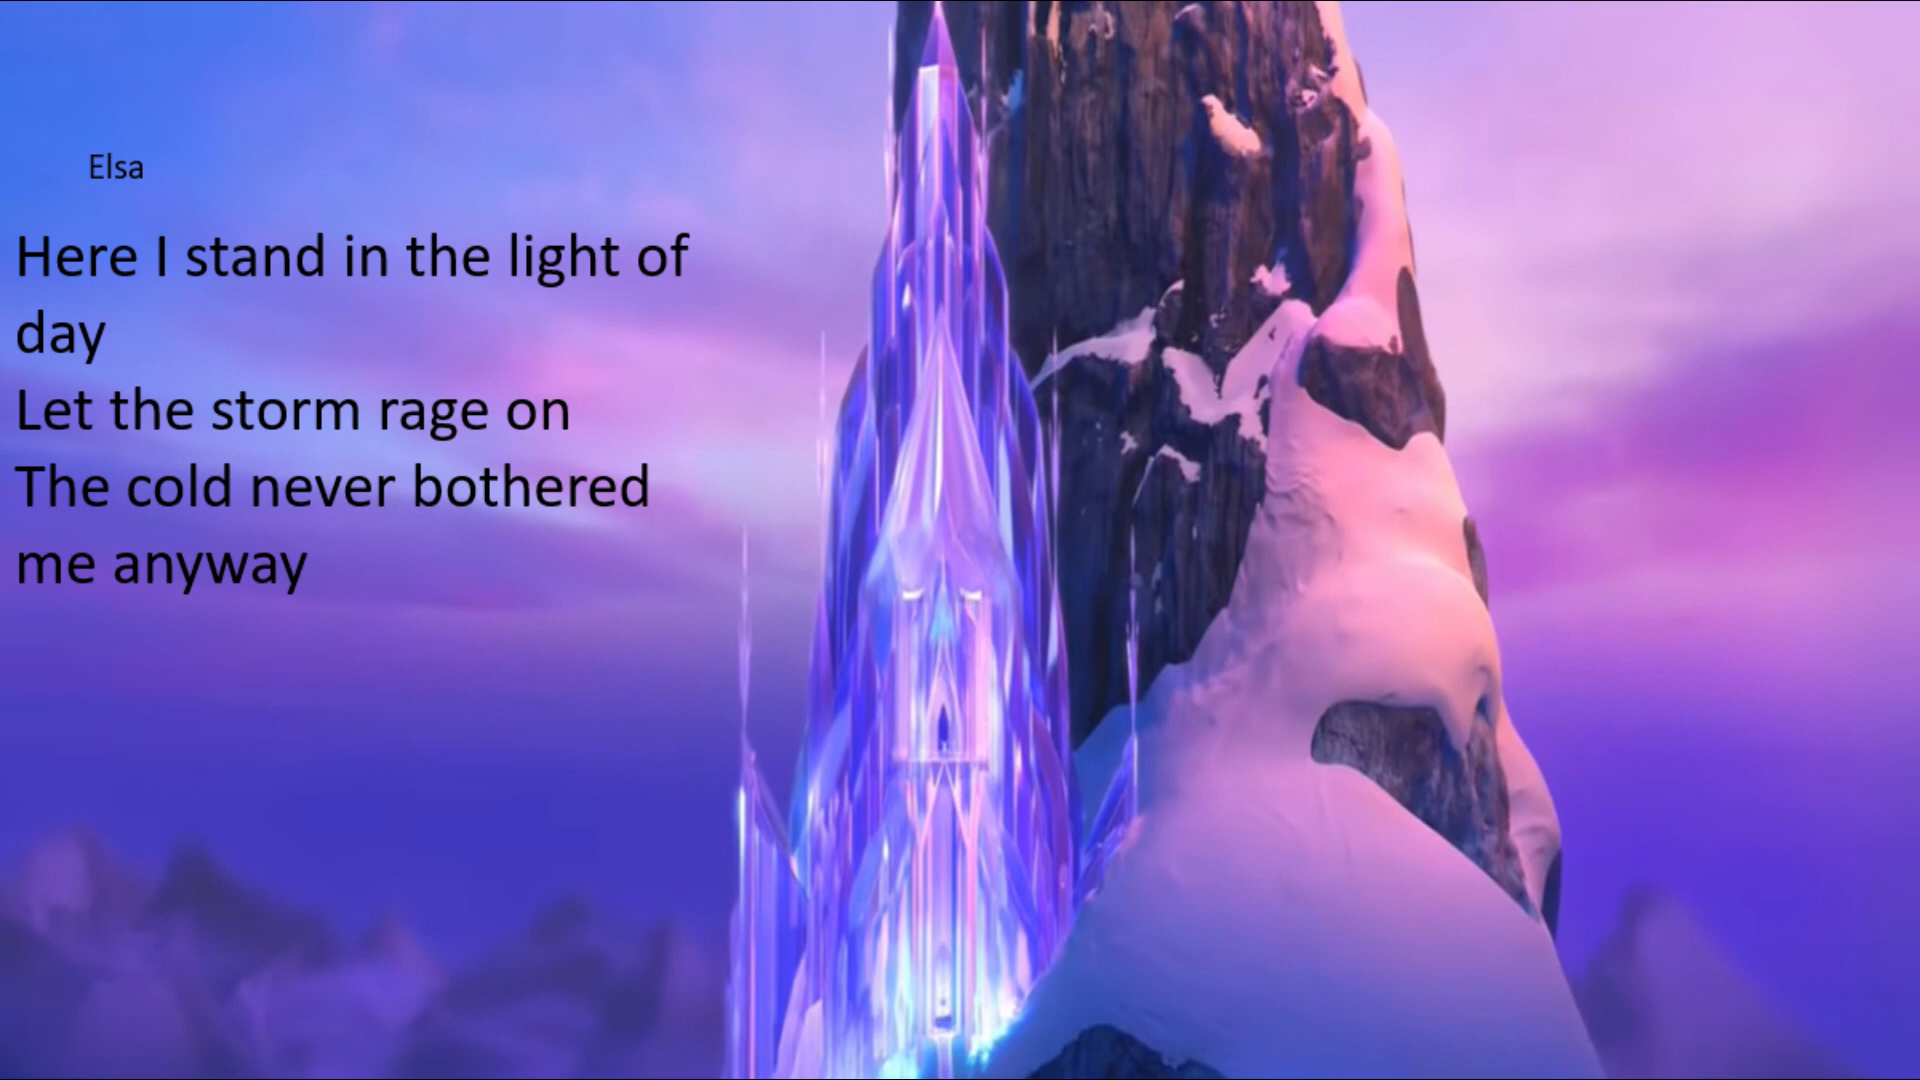 Elsa
Here I stand in the light of
day
Let the storm rage on
The cold never bothered
me anyway